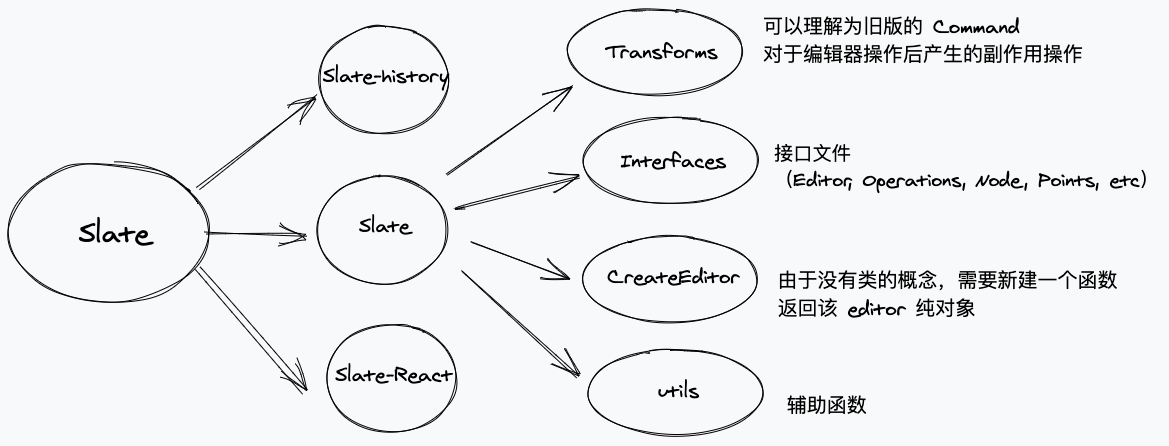 Slate
Slate-history
Slate
Slate-React
Transforms
可以理解为旧版的 Command
对于编辑器操作后产生的副作用操作
Interfaces
接口文件
（Editor, Operations, Node, Points, etc）
CreateEditor
由于没有类的概念，需要新建一个函数
返回该 editor 纯对象
utils
辅助函数